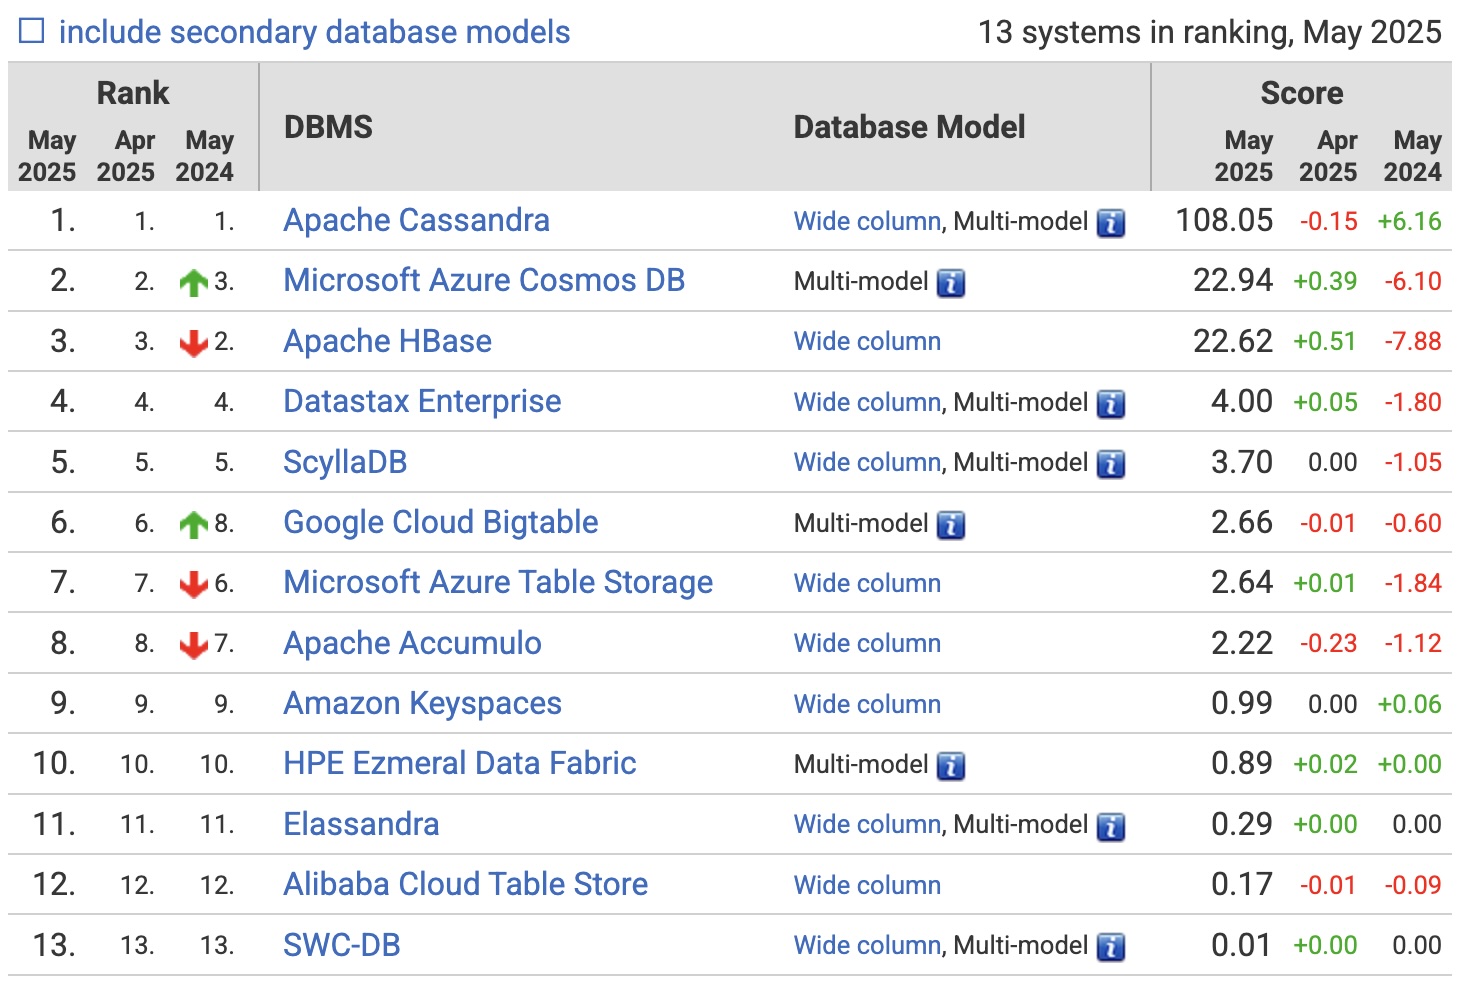 ☐ include secondary database models 13 systems in ranking, May 2025
Rank DBMS Database Model Score
May 2025 Apr 2025 May 2024 May 2025 Apr 2025 May 2024
1. 1. 1. Apache Cassandra Wide column, Multi-model i 108.05 -0.15 +6.16
2. 2. 3. Microsoft Azure Cosmos DB Multi-model i 22.94 +0.39 -6.10
3. 3. 2. Apache HBase Wide column 22.62 +0.51 -7.88
4. 4. 4. Datastax Enterprise Wide column, Multi-model i 4.00 +0.05 -1.80
5. 5. 5. ScyllaDB Wide column, Multi-model i 3.70 0.00 -1.05
6. 6. 8. Google Cloud Bigtable Multi-model i 2.66 -0.01 -0.60
7. 7. 6. Microsoft Azure Table Storage Wide column 2.64 +0.01 -1.84
8. 8. 7. Apache Accumulo Wide column 2.22 -0.23 -1.12
9. 9. 9. Amazon Keyspaces Wide column 0.99 0.00 +0.06
10. 10. 10. HPE Ezmeral Data Fabric Multi-model i 0.89 +0.02 +0.00
11. 11. 11. Elassandra Wide column, Multi-model i 0.29 +0.00 0.00
12. 12. 12. Alibaba Cloud Table Store Wide column 0.17 -0.01 -0.09
13. 13. 13. SWC-DB Wide column, Multi-model i 0.01 +0.00 0.00